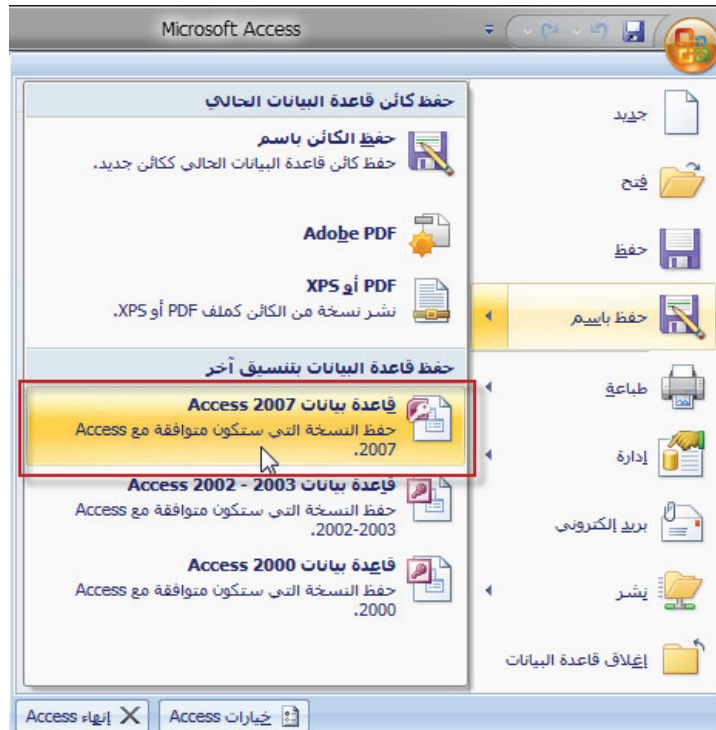 Microsoft Access
جديد
فتح
حفظ
حفظ باسم
طباعة
إدارة
بريد إلكتروني
نشر
إغلاق قاعدة البيانات
حفظ كائن قاعدة البيانات الحالي
حفظ الكائن باسم
حفظ كائن قاعدة البيانات الحالي ككائن جديد.
Adobe PDF
PDF أو XPS
نشر نسخة من الكائن كملف PDF أو XPS.
حفظ قاعدة البيانات بتنسيق آخر
قاعدة بيانات Access 2007
حفظ النسخة التي ستكون متوافقة مع Access
2007.
قاعدة بيانات Access 2002 - 2003
حفظ النسخة التي ستكون متوافقة مع Access
2002-2003.
قاعدة بيانات Access 2000
حفظ النسخة التي ستكون متوافقة مع Access
2000.
خيارات Access
إنهاء Access